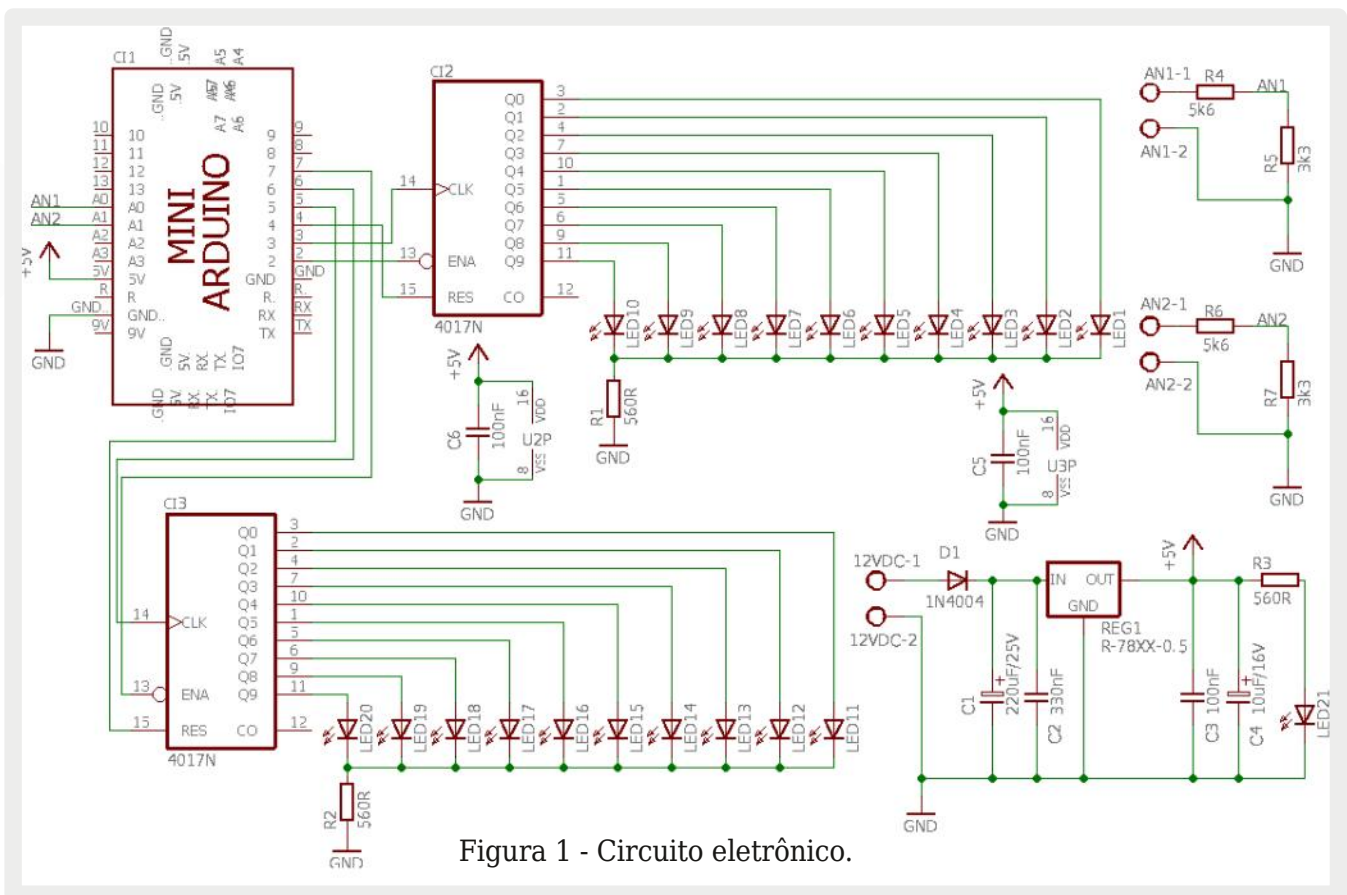 CI1
..GND
.5V
A5
A4
.GND
.5V
A7
A6
10 10
11 11
12 12
13 13
A0 A0
A1 A1
A2 A2
A3 A3
5V 5V
R R
GND.. GND..
9V 9V
AN1
AN2
+5V
GND
MINI
ARDUINO
9 9
8 8
7 7
6 6
5 5
4 4
3 3
2 2
GND GND
R. R.
RX RX
TX TX
.GND
5V.
RX.
TX.
IO7
.GND
5V.
RX.
TX.
IO7
CI2
14 CLK
13 ENA
15 RES
Q0 3
Q1 2
Q2 4
Q3 7
Q4 10
Q5 1
Q6 5
Q7 6
Q8 9
Q9 11
CO 12
4017N
LED10
LED9
LED8
LED7
LED6
LED5
LED4
LED3
LED2
LED1
R1
560R
GND
+5V
C6
100nF
16
VDD
U2P
8
VSS
GND
+5V
C5
100nF
16
VDD
U3P
8
VSS
GND
AN1-1
R4
5k6
AN1
AN1-2
R5
3k3
GND
AN2-1
R6
5k6
AN2
AN2-2
R7
3k3
GND
CI3
14 CLK
13 ENA
15 RES
Q0 3
Q1 2
Q2 4
Q3 7
Q4 10
Q5 1
Q6 5
Q7 6
Q8 9
Q9 11
CO 12
4017N
LED20
LED19
LED18
LED17
LED16
LED15
LED14
LED13
LED12
LED11
R2
560R
GND
12VDC-1
D1
1N4004
12VDC-2
IN OUT
GND
REG1
R-78XX-0.5
+5V
R3
560R
C1
220uF/25V
+
C2
330nF
C3
100nF
C4
10uF/16V
+
LED21
GND
Figura 1 - Circuito eletrônico.